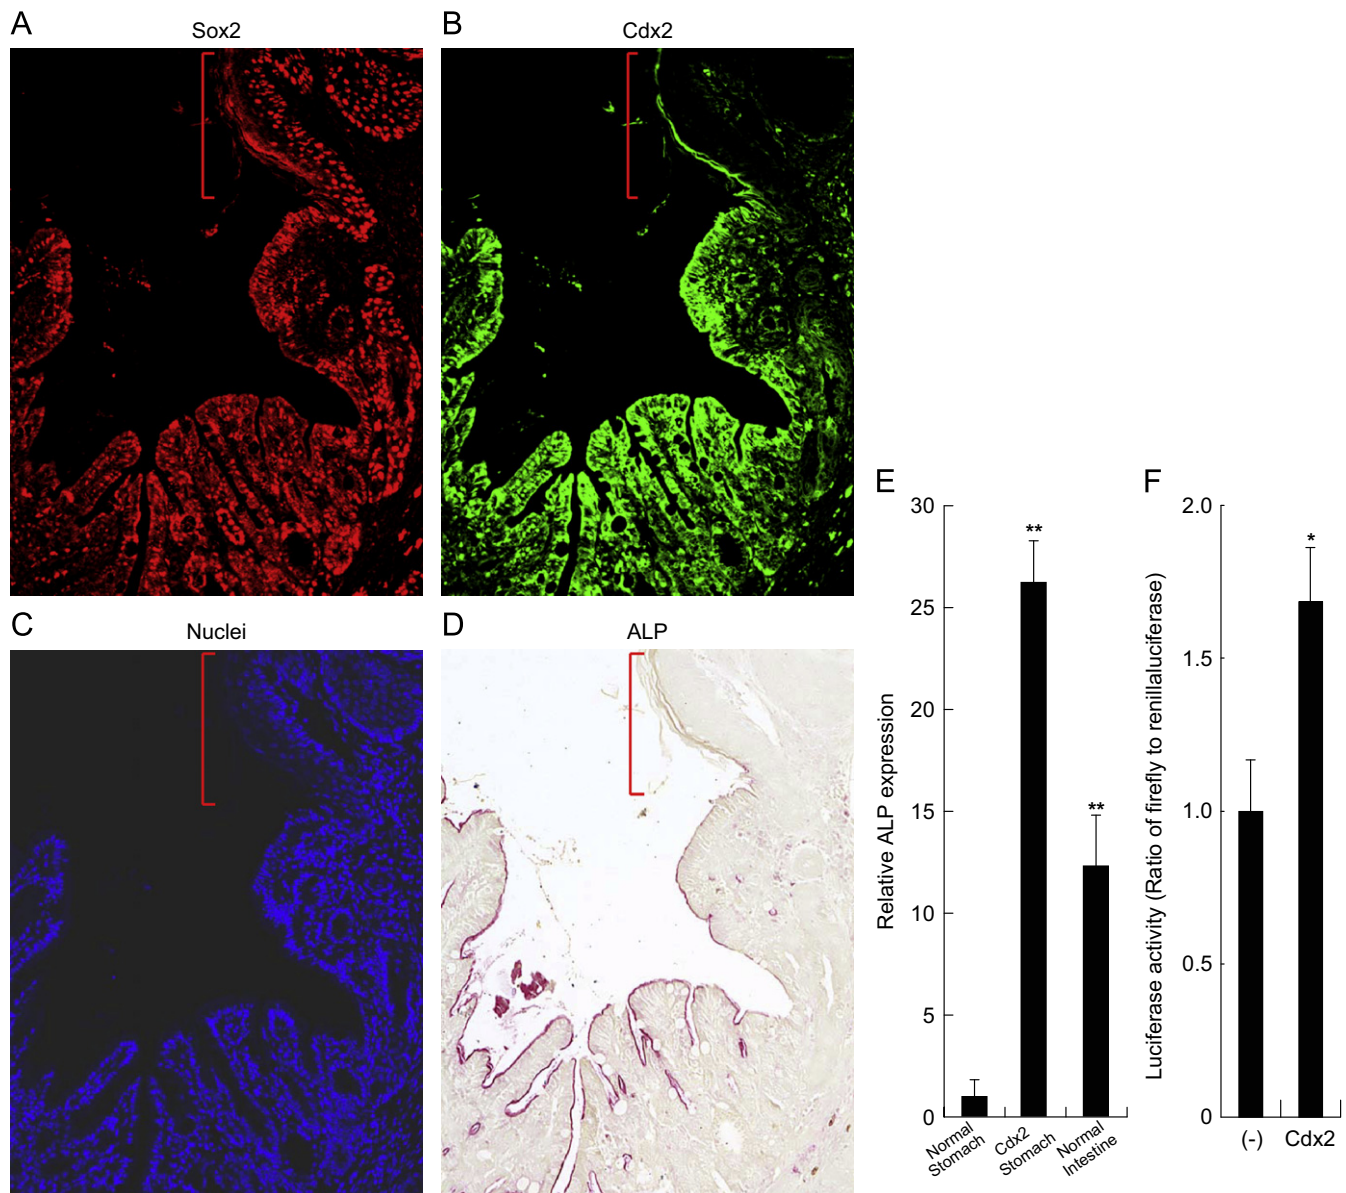 A
Sox2
B
Cdx2
C
Nuclei
D
ALP
E
Relative ALP expression
30
25
20
15
10
5
0
**
**
Normal
Stomach
Cdx2
Stomach
Normal
Intestine
F
Luciferase activity (Ratio of firefly to renillaluciferase)
2.0
1.5
1.0
0.5
0
*
(-)
Cdx2